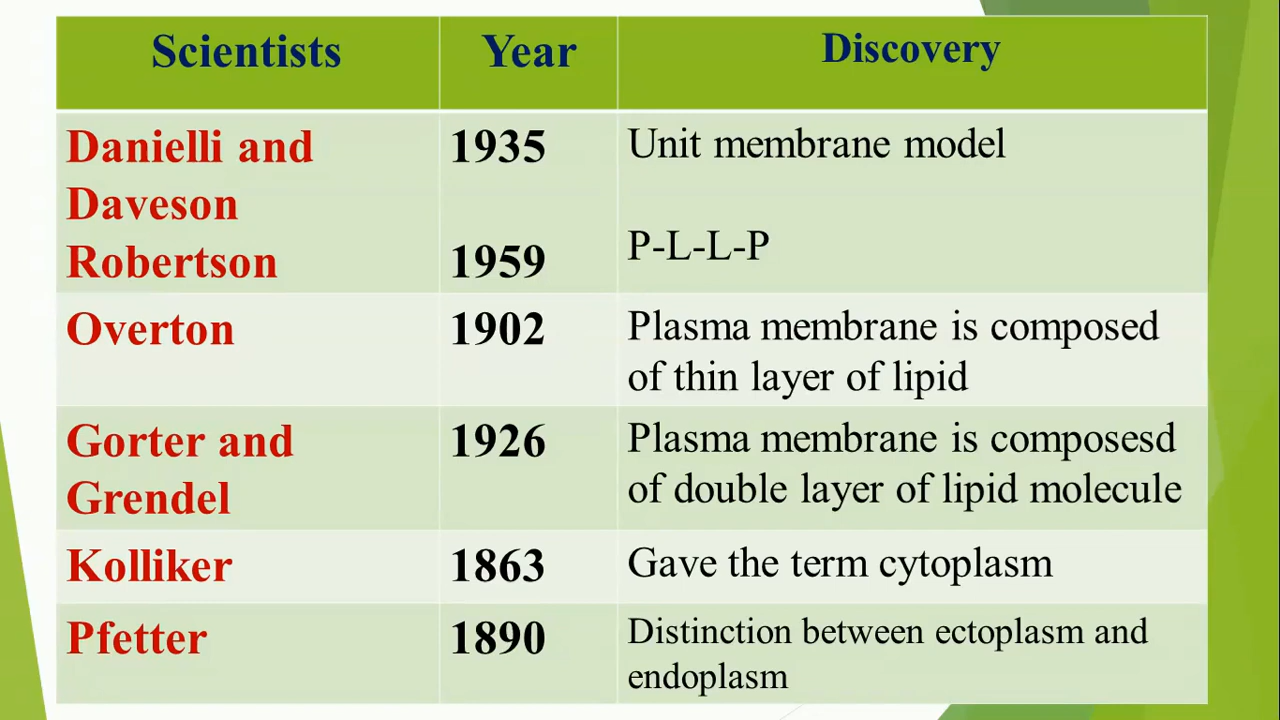 Scientists Year Discovery
Danielli and 1935 Unit membrane model
Daveson
Robertson 1959 P-L-L-P
Overton 1902 Plasma membrane is composed
of thin layer of lipid
Gorter and 1926 Plasma membrane is composesd
Grendel of double layer of lipid molecule
Kolliker 1863 Gave the term cytoplasm
Pfetter 1890 Distinction between ectoplasm and
endoplasm